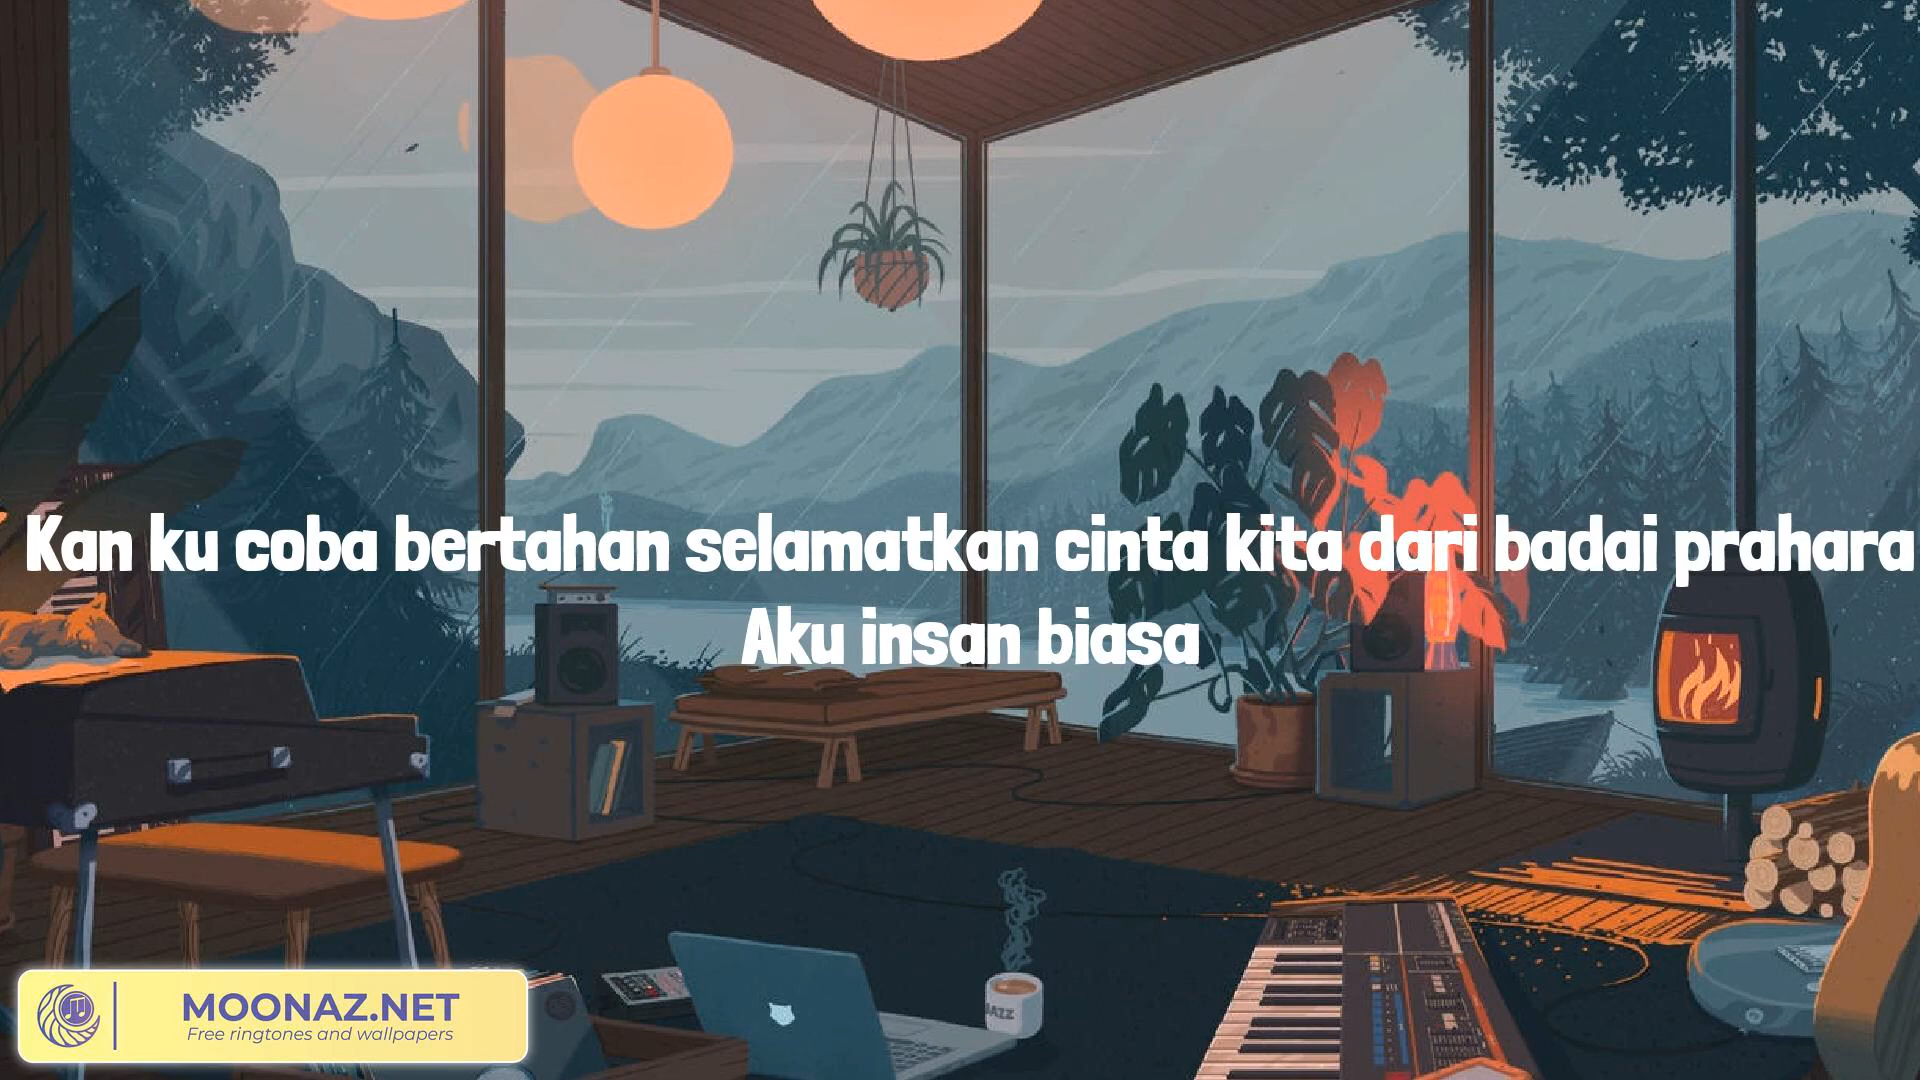 Kan ku coba bertahan selamatkan cinta kita dari badai prahara
Aku insan biasa
JAZZ
MOONAZ.NET
Free ringtones and wallpapers